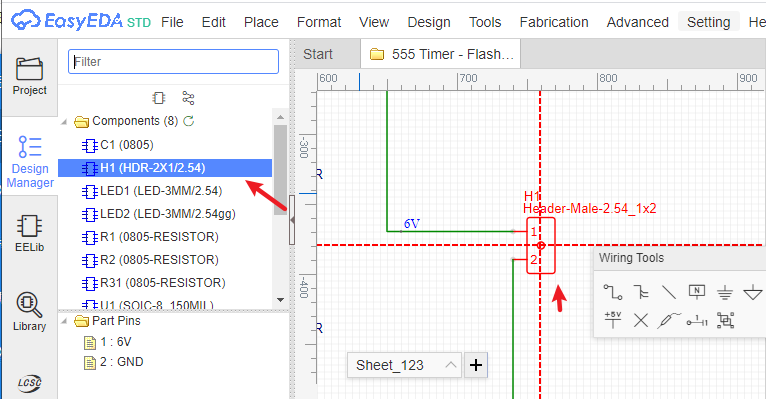 EasyEDA STD File Edit Place Format View Design Tools Fabrication Advanced Setting H
Project
Design Manager
EELib
Library
LCSC
Filter
Components (8)
C1 (0805)
H1 (HDR-2X1/2.54)
LED1 (LED-3MM/2.54)
LED2 (LED-3MM/2.54gg)
R1 (0805-RESISTOR)
R2 (0805-RESISTOR)
R31 (0805-RESISTOR)
U1 (SOIC-8_150MIL)
Part Pins
1 : 6V
2 : GND
Start 555 Timer - Flash...
600 700 800 900
-300
-400
R
R
6V
H1
Header-Male-2.54_1x2
1
2
Wiring Tools
N
+5V
Sheet_123